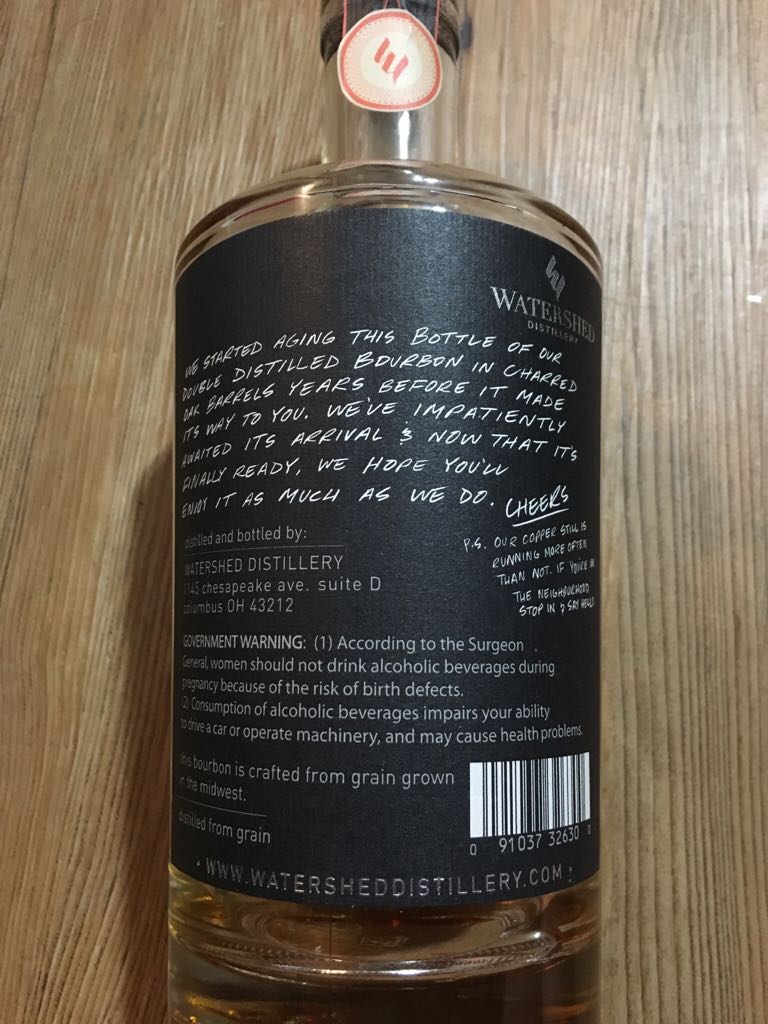 WATERSHED
DISTILLERY
WE STARTED AGING THIS BOTTLE OF OUR
DOUBLE DISTILLED BOURBON IN CHARRED
OAK BARRELS YEARS BEFORE IT MADE
IT'S WAY TO YOU. WE'VE IMPATIENTLY
AWAITED ITS ARRIVAL & NOW THAT IT'S
FINALLY READY, WE HOPE YOU'LL
ENJOY IT AS MUCH AS WE DO. CHEERS
P.S. OUR COPPER STILL IS
RUNNING MORE OFTEN
THAN NOT. IF YOU'RE IN
THE NEIGHBORHOOD
STOP IN & SAY HELLO.
distilled and bottled by:
WATERSHED DISTILLERY
1145 chesapeake ave. suite D
columbus OH 43212
GOVERNMENT WARNING: (1) According to the Surgeon
General, women should not drink alcoholic beverages during
pregnancy because of the risk of birth defects.
(2) Consumption of alcoholic beverages impairs your ability
to drive a car or operate machinery, and may cause health problems.
this bourbon is crafted from grain grown
in the midwest.
distilled from grain
0 91037 32630 0
• WWW.WATERSHEDDISTILLERY.COM •